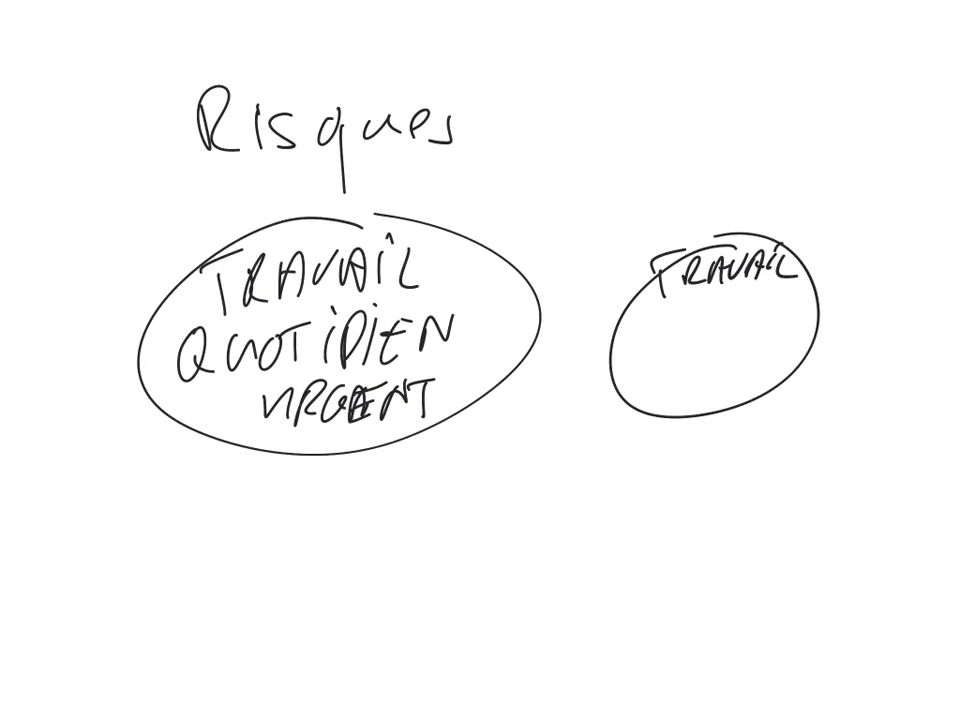 Risques
TRAVAIL
QUOTIDIEN
URGENT
TRAVAIL